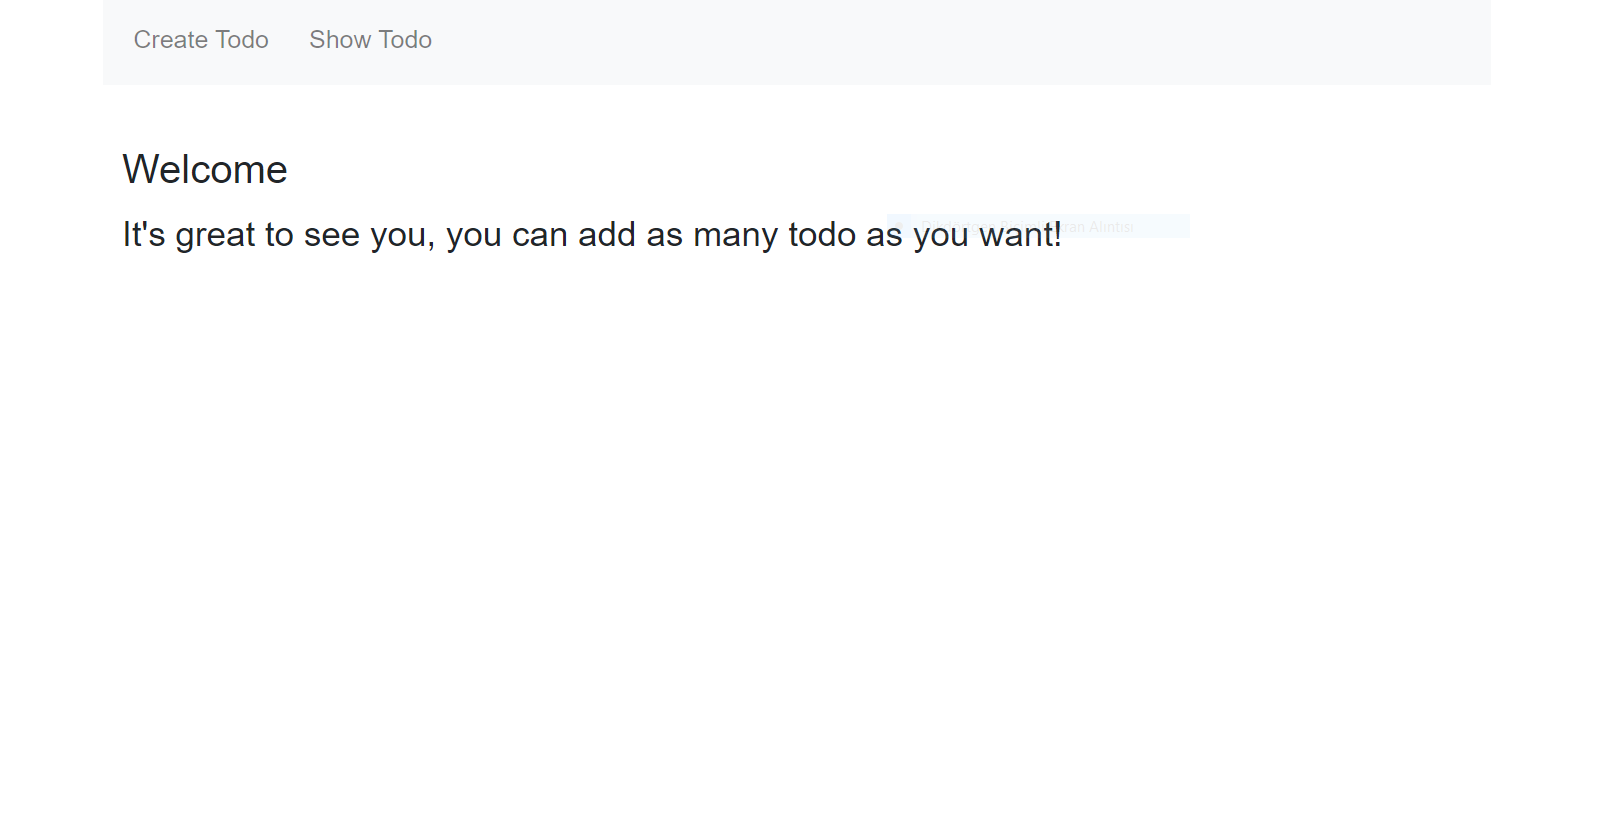 Create Todo Show Todo
Welcome
It's great to see you, you can add as many todo as you want!
Alıntısı